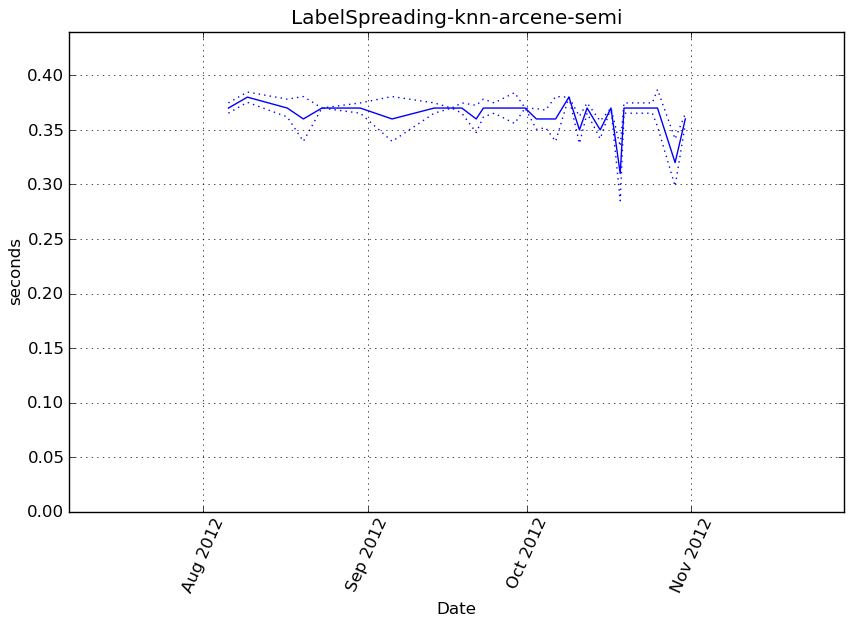 LabelSpreading-knn-arcene-semi
0.40
0.35
0.30
0.25
0.20
0.15
0.10
0.05
0.00
seconds
Aug 2012
Sep 2012
Oct 2012
Nov 2012
Date